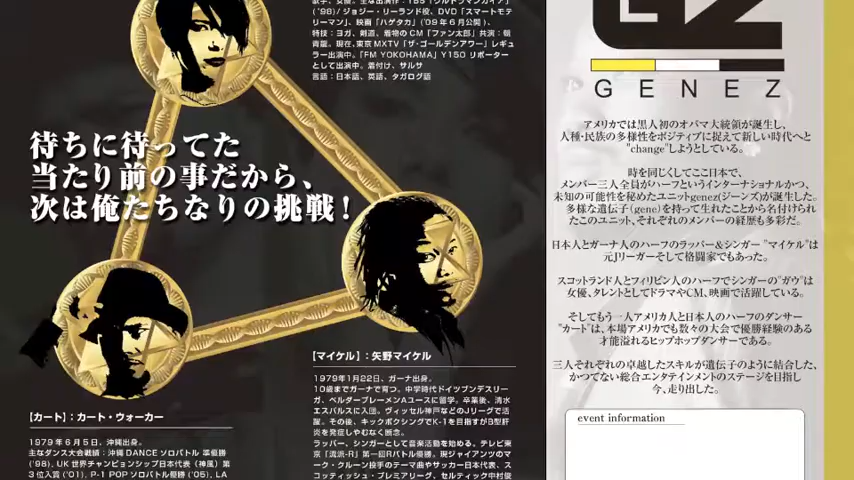 歌手、女優。主な出演作：TBS『ウルトラマンガイア』
('98)/ジョージ・リーランド役、DVD『スマートモテ
リーマン』、映画『ハゲタカ』('09年6月公開)、
特技：ヨガ、剣道、着物のCM『ファン太郎』共演：朝
青龍。現在、東京MXTV『ザ・ゴールデンアワー』レギュ
ラー出演中。『FM YOKOHAMA』Y150 リポーター
として出演中。着付け、サルサ
言語：日本語、英語、タガログ語
待ちに待ってた
当たり前の事だから、
次は俺たちなりの挑戦!
【マイケル】：矢野マイケル
1979年1月22日、ガーナ出身。
10歳までガーナで育つ。中学時代ドイツブンデスリー
ガ、ベルダーブレーメンAユースに留学。卒業後、清水
エスパルスに入団。ヴィッセル神戸などのJリーグで活
躍。その後、キックボクシングでK-1を目指すがB型肝
炎を発症しやむなく断念。
ラッパー、シンガーとして音楽活動を始める。テレビ東
京『流派-R』第一回Rバトル優勝。現ジャイアンツのマ
ーク・クルーン投手のテーマ曲やサッカー日本代表、ス
コッティッシュ・プレミアリーグ、セルティック中村俊
【カート】：カート・ウォーカー
1979年6月5日、沖縄出身。
主なダンス大会戦績：沖縄DANCE ソロバトル 準優勝
('98)、UK 世界チャンピョンシップ日本代表（神風）第
3位入賞('01)、P-1 POP ソロバトル優勝('05)、LA
GZ
GENEZ
アメリカでは黒人初のオバマ大統領が誕生し、
人種・民族の多様性をポジティブに捉えて新しい時代へと
"change"しようとしている。
時を同じくしてここ日本で、
メンバー三人全員がハーフというインターナショナルかつ、
未知の可能性を秘めたユニットgenez(ジーンズ)が誕生した。
多様な遺伝子(gene)を持って生れたことから名付けられ
たこのユニット、それぞれのメンバーの経歴も多彩だ。
日本人とガーナ人のハーフのラッパー&シンガー "マイケル"は
元Jリーガーそして格闘家でもあった。
スコットランド人とフィリピン人のハーフでシンガーの"ガウ"は
女優、タレントとしてドラマやCM、映画で活躍している。
そしてもう一人アメリカ人と日本人のハーフのダンサー
"カート"は、本場アメリカでも数々の大会で優勝経験のある
才能溢れるヒップホップダンサーである。
三人それぞれの卓越したスキルが遺伝子のように結合した、
かつてない総合エンタテインメントのステージを目指し
今、走り出した。
event information